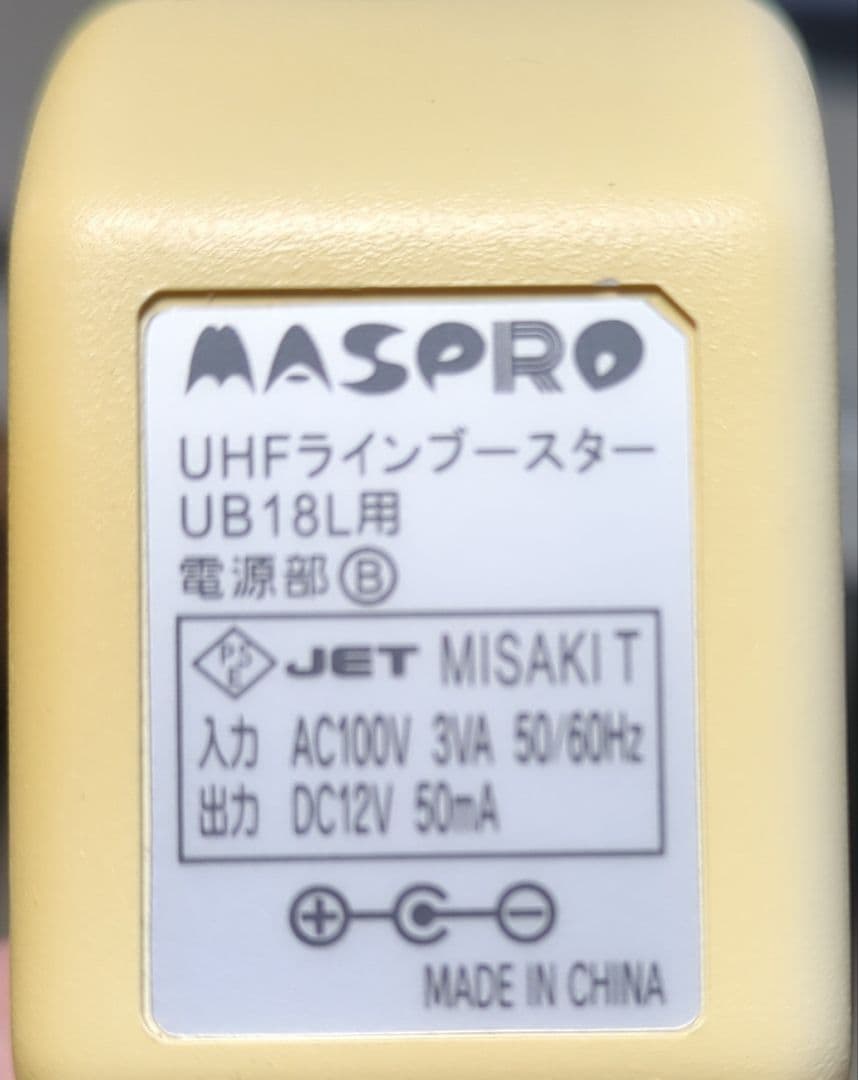 MASPRO
UHFラインブースター
UB18L用
電源部Ⓑ
PSE JET MISAKI T
入力 AC100V 3VA 50/60Hz
出力 DC12V 50mA
MADE IN CHINA